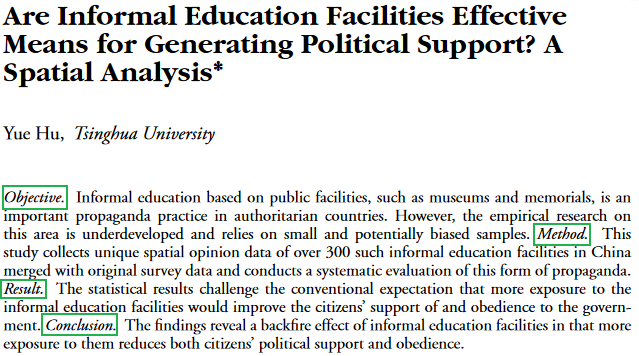 Are Informal Education Facilities Effective
Means for Generating Political Support? A
Spatial Analysis*
Yue Hu, Tsinghua University
Objective. Informal education based on public facilities, such as museums and memorials, is an
important propaganda practice in authoritarian countries. However, the empirical research on
this area is underdeveloped and relies on small and potentially biased samples. Method. This
study collects unique spatial opinion data of over 300 such informal education facilities in China
merged with original survey data and conducts a systematic evaluation of this form of propaganda.
Result. The statistical results challenge the conventional expectation that more exposure to the
informal education facilities would improve the citizens' support of and obedience to the govern-
ment. Conclusion. The findings reveal a backfire effect of informal education facilities in that more
exposure to them reduces both citizens' political support and obedience.